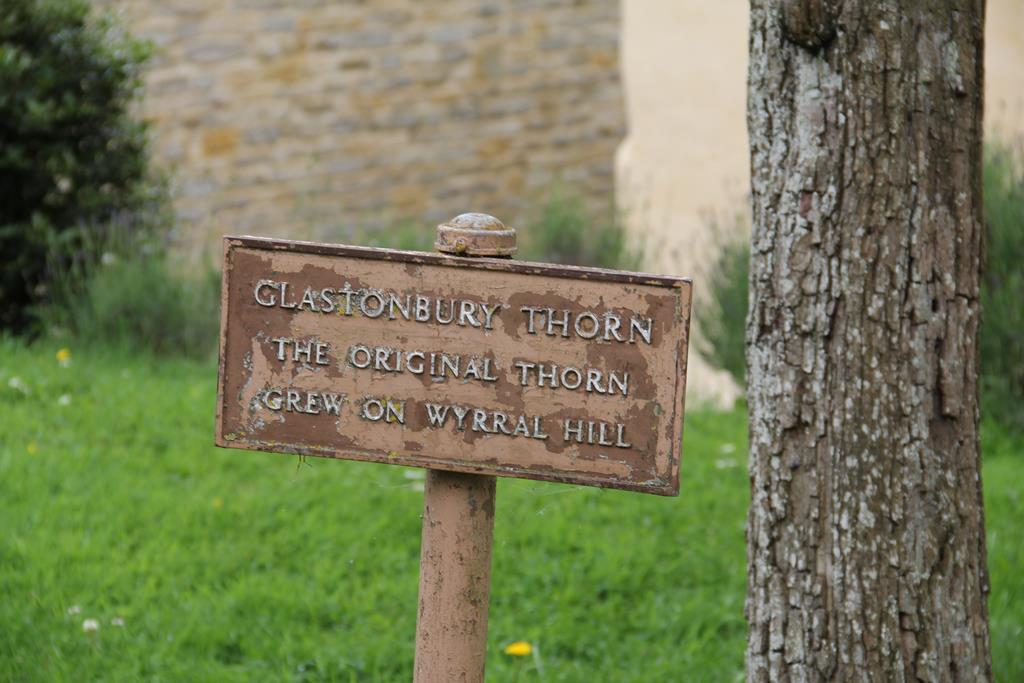 GLASTONBURY THORN
THE ORIGINAL THORN
GREW ON WYRRAL HILL